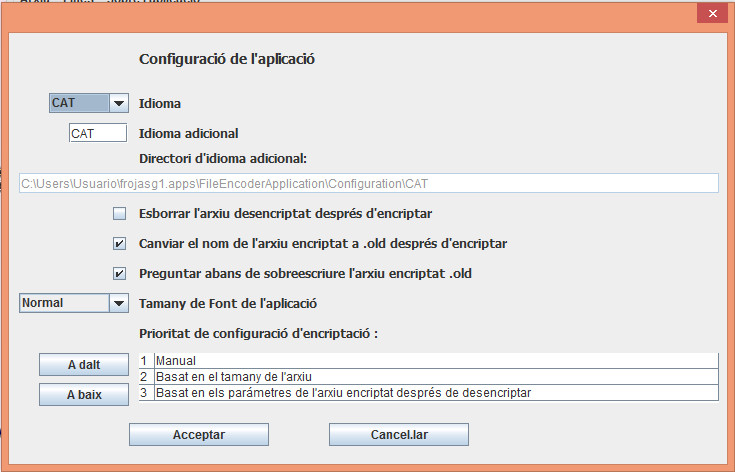 Configuració de l'aplicació
CAT Idioma
CAT Idioma adicional
Directori d'idioma adicional:
C:\Users\Usuario\frojasg1.apps\FileEncoderApplication\Configuration\CAT
Esborrar l'arxiu desencriptat després d'encriptar
Canviar el nom de l'arxiu encriptat a .old després d'encriptar
Preguntar abans de sobreescriure l'arxiu encriptat .old
Normal Tamany de Font de l'aplicació
Prioritat de configuració d'encriptació :
A dalt
A baix
1 Manual
2 Basat en el tamany de l'arxiu
3 Basat en els parámetres de l'arxiu encriptat després de desencriptar
Acceptar Cancel.lar